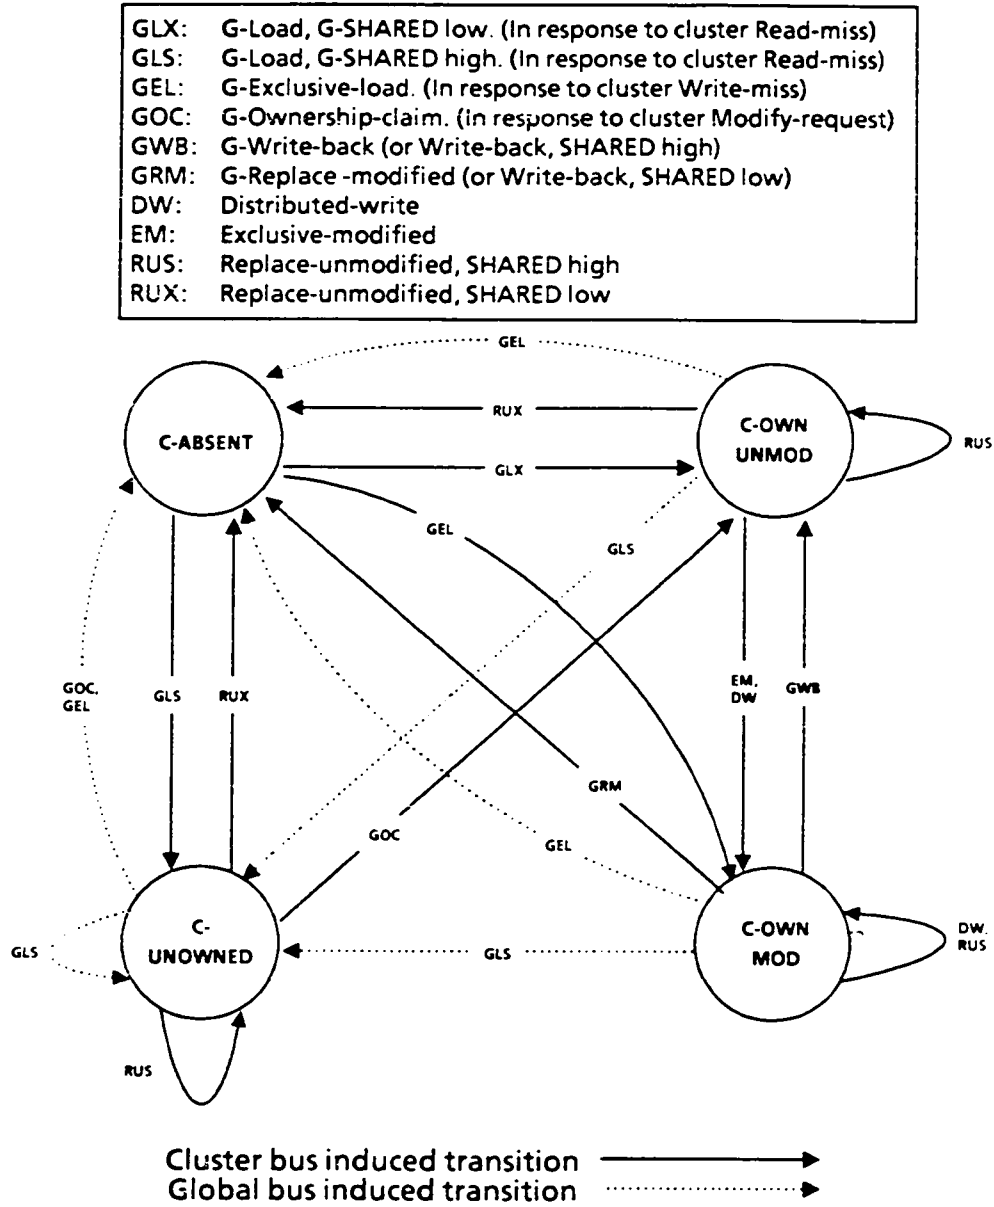 GLX: G-Load, G-SHARED low. (In response to cluster Read-miss)
GLS: G-Load, G-SHARED high. (In response to cluster Read-miss)
GEL: G-Exclusive-load. (In response to cluster Write-miss)
GOC: G-Ownership-claim. (In response to cluster Modify-request)
GWB: G-Write-back (or Write-back, SHARED high)
GRM: G-Replace -modified (or Write-back, SHARED low)
DW: Distributed-write
EM: Exclusive-modified
RUS: Replace-unmodified, SHARED high
RUX: Replace-unmodified, SHARED low
GEL
C-ABSENT
RUX
C-OWN
UNMOD
RUS
GLX
GEL
GLS
GOC,
GEL
GLS
RUX
EM,
DW
GWB
GRM
GOC
GEL
C-
UNOWNED
GLS
GLS
C-OWN
MOD
DW,
RUS
RUS
Cluster bus induced transition
Global bus induced transition